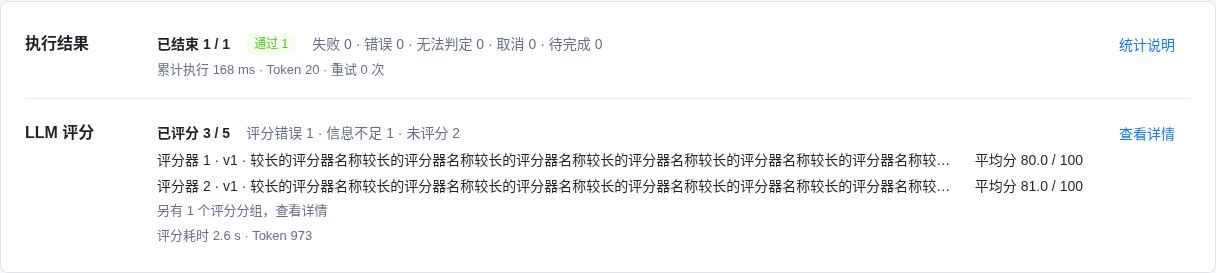 执行结果 已结束 1 / 1 通过 1 失败 0 · 错误 0 · 无法判定 0 · 取消 0 · 待完成 0 统计说明
累计执行 168 ms · Token 20 · 重试 0 次
LLM 评分 已评分 3 / 5 评分错误 1 · 信息不足 1 · 未评分 2 查看详情
评分器 1 · v1 · 较长的评分器名称较长的评分器名称较长的评分器名称较长的评分器名称较长的评分器名称较长的评分器名称较… 平均分 80.0 / 100
评分器 2 · v1 · 较长的评分器名称较长的评分器名称较长的评分器名称较长的评分器名称较长的评分器名称较长的评分器名称较… 平均分 81.0 / 100
另有 1 个评分分组，查看详情
评分耗时 2.6 s · Token 973